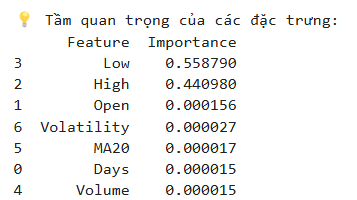 💡 Tầm quan trọng của các đặc trưng:
Feature Importance
3 Low 0.558790
2 High 0.440980
1 Open 0.000156
6 Volatility 0.000027
5 MA20 0.000017
0 Days 0.000015
4 Volume 0.000015